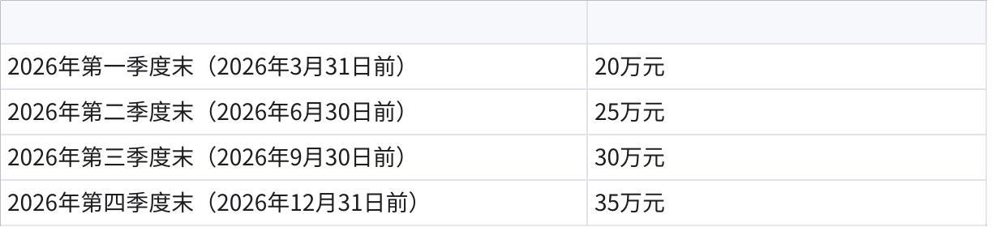 2026年第一季度末（2026年3月31日前） 20万元
2026年第二季度末（2026年6月30日前） 25万元
2026年第三季度末（2026年9月30日前） 30万元
2026年第四季度末（2026年12月31日前） 35万元